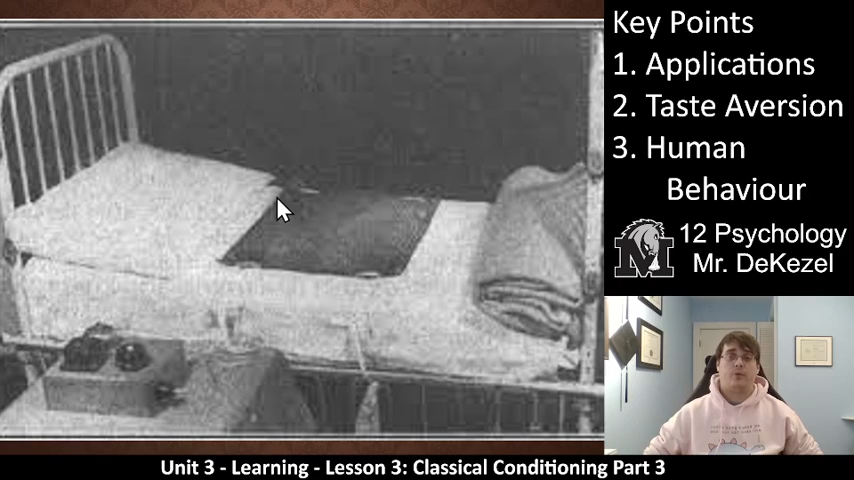 Key Points
1. Applications
2. Taste Aversion
3. Human
Behaviour
M
12 Psychology
Mr. DeKezel
Unit 3 - Learning - Lesson 3: Classical Conditioning Part 3